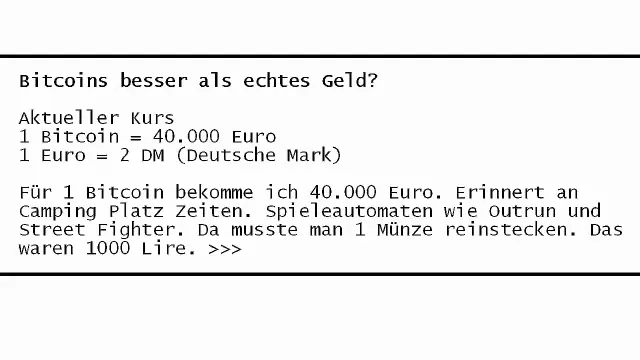 Bitcoins besser als echtes Geld?
Aktueller Kurs
1 Bitcoin = 40.000 Euro
1 Euro = 2 DM (Deutsche Mark)
Für 1 Bitcoin bekomme ich 40.000 Euro. Erinnert an
Camping Platz Zeiten. Spieleautomaten wie Outrun und
Street Fighter. Da musste man 1 Münze reinstecken. Das
waren 1000 Lire. >>>